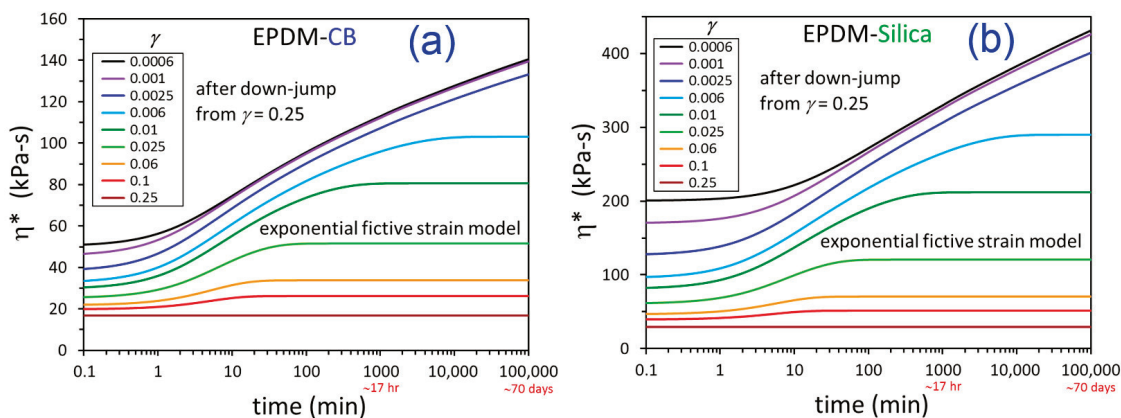 EPDM-CB (a)
γ
0.0006
0.001
0.0025
0.006
0.01
0.025
0.06
0.1
0.25
after down-jump
from γ = 0.25
exponential fictive strain model
η* (kPa-s)
160
140
120
100
80
60
40
20
0
0.1 1 10 100 1000 10,000 100,000
~17 hr ~70 days
time (min)
EPDM-Silica (b)
γ
0.0006
0.001
0.0025
0.006
0.01
0.025
0.06
0.1
0.25
after down-jump
from γ = 0.25
exponential fictive strain model
η* (kPa-s)
400
300
200
100
0
0.1 1 10 100 1000 10,000 100,000
~17 hr ~70 days
time (min)